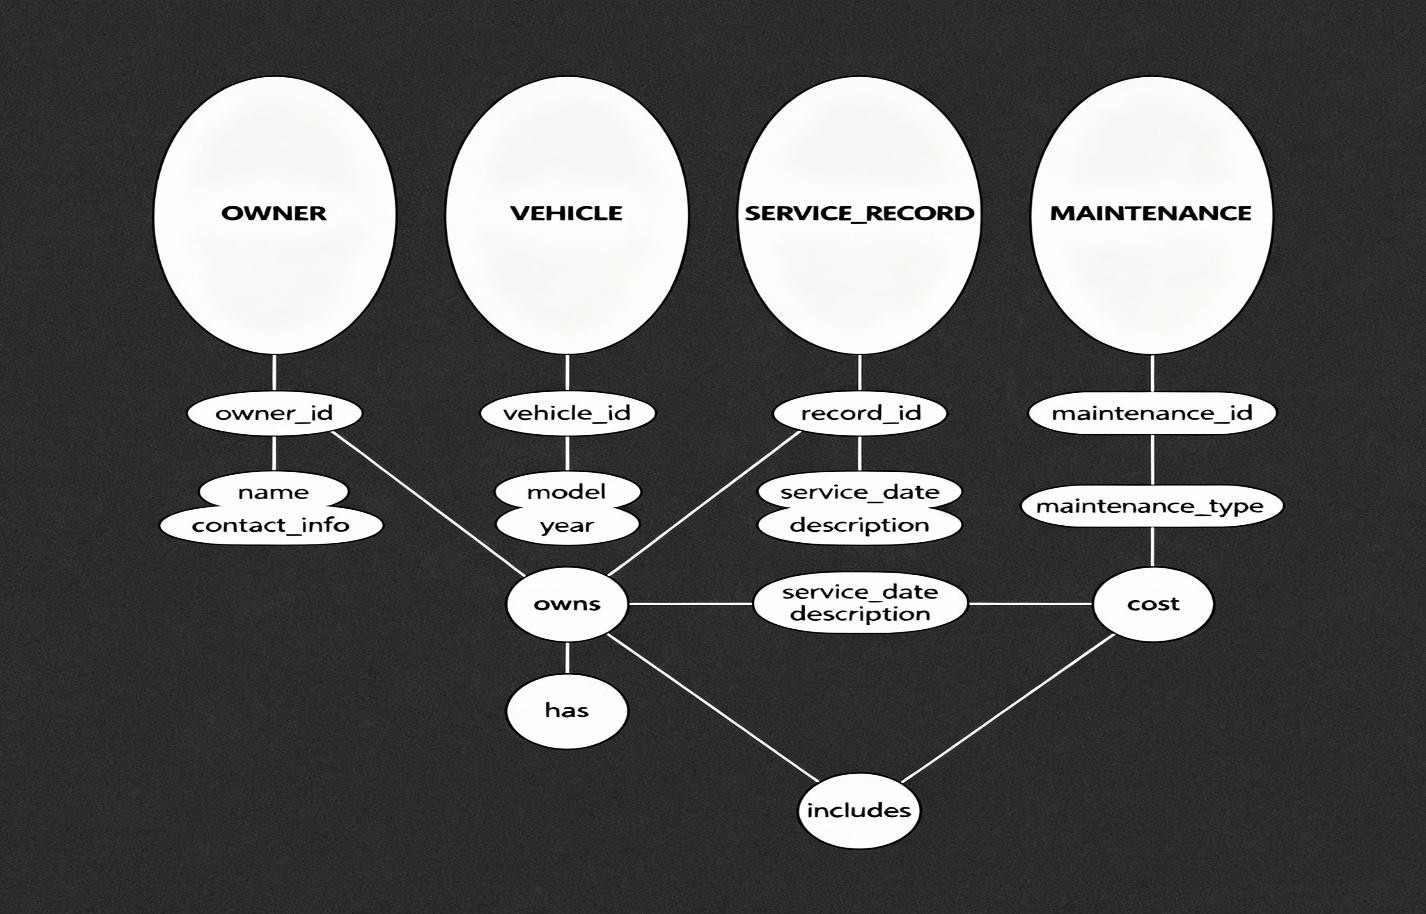 OWNER
VEHICLE
SERVICE_RECORD
MAINTENANCE
owner_id
vehicle_id
record_id
maintenance_id
name
contact_info
model
year
service_date
description
maintenance_type
owns
service_date
description
cost
has
includes